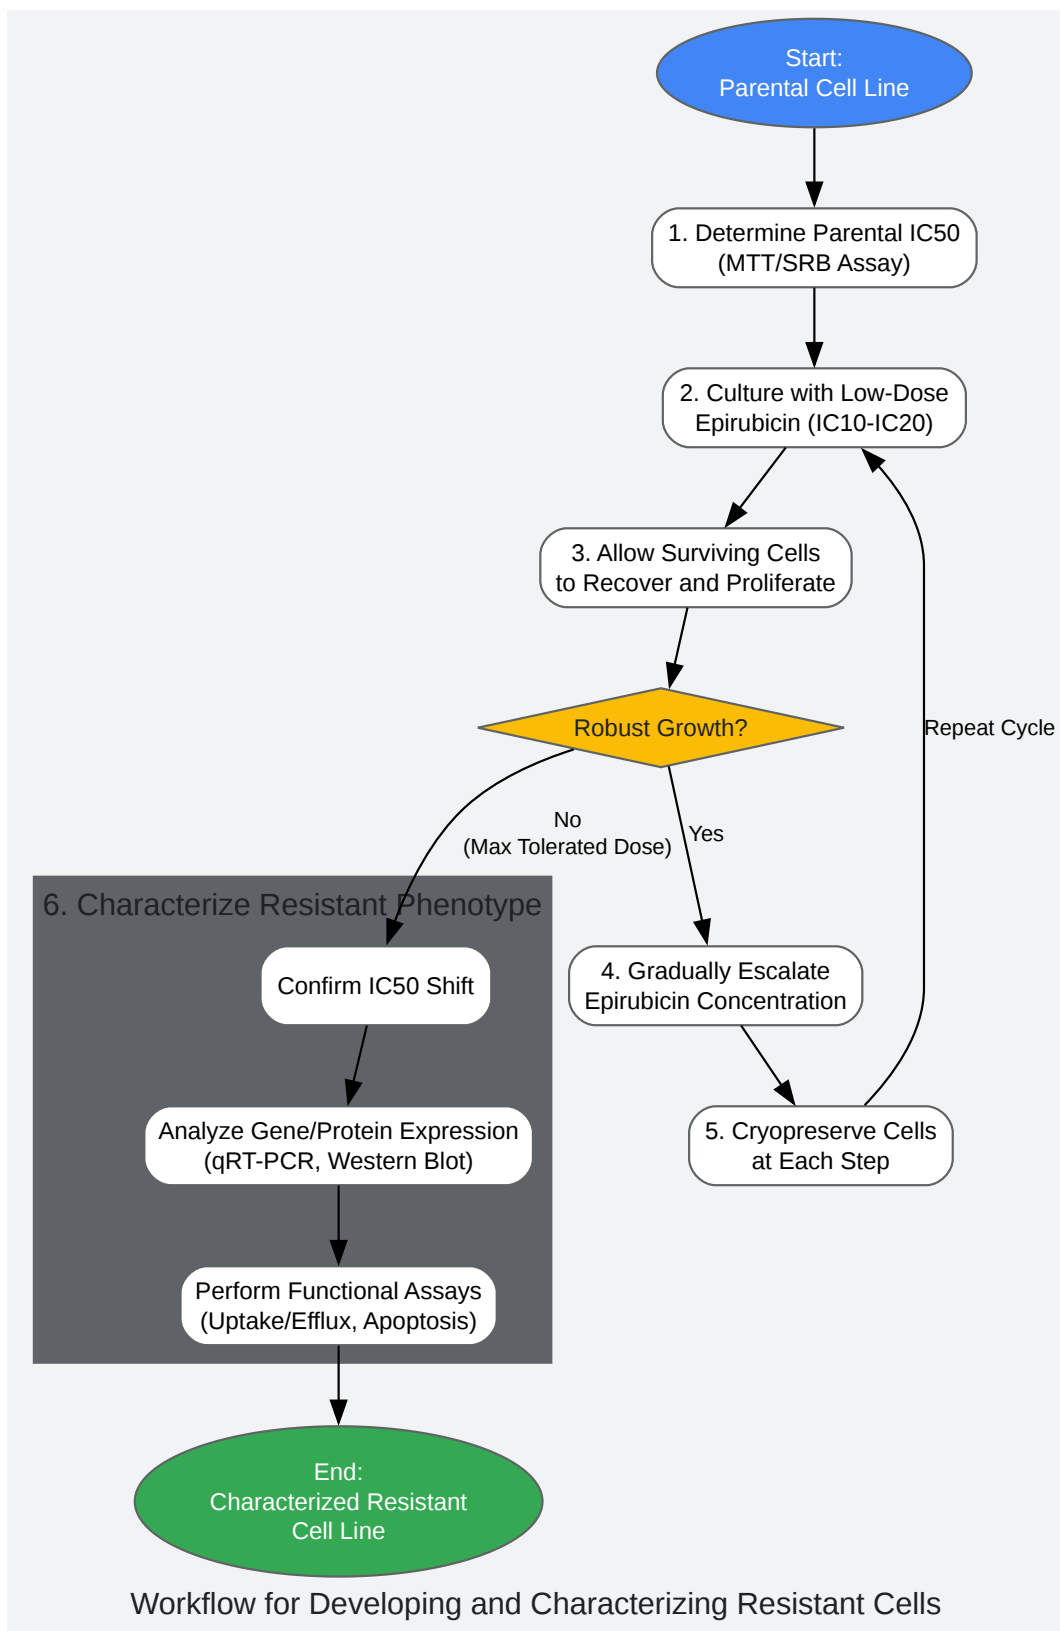 Start:
Parental Cell Line
1. Determine Parental IC50
(MTT/SRB Assay)
2. Culture with Low-Dose
Epirubicin (IC10-IC20)
3. Allow Surviving Cells
to Recover and Proliferate
Robust Growth?
Repeat Cycle
No
(Max Tolerated Dose)
Yes
6. Characterize Resistant Phenotype
Confirm IC50 Shift
4. Gradually Escalate
Epirubicin Concentration
Analyze Gene/Protein Expression
(qRT-PCR, Western Blot)
5. Cryopreserve Cells
at Each Step
Perform Functional Assays
(Uptake/Efflux, Apoptosis)
End:
Characterized Resistant
Cell Line
Workflow for Developing and Characterizing Resistant Cells